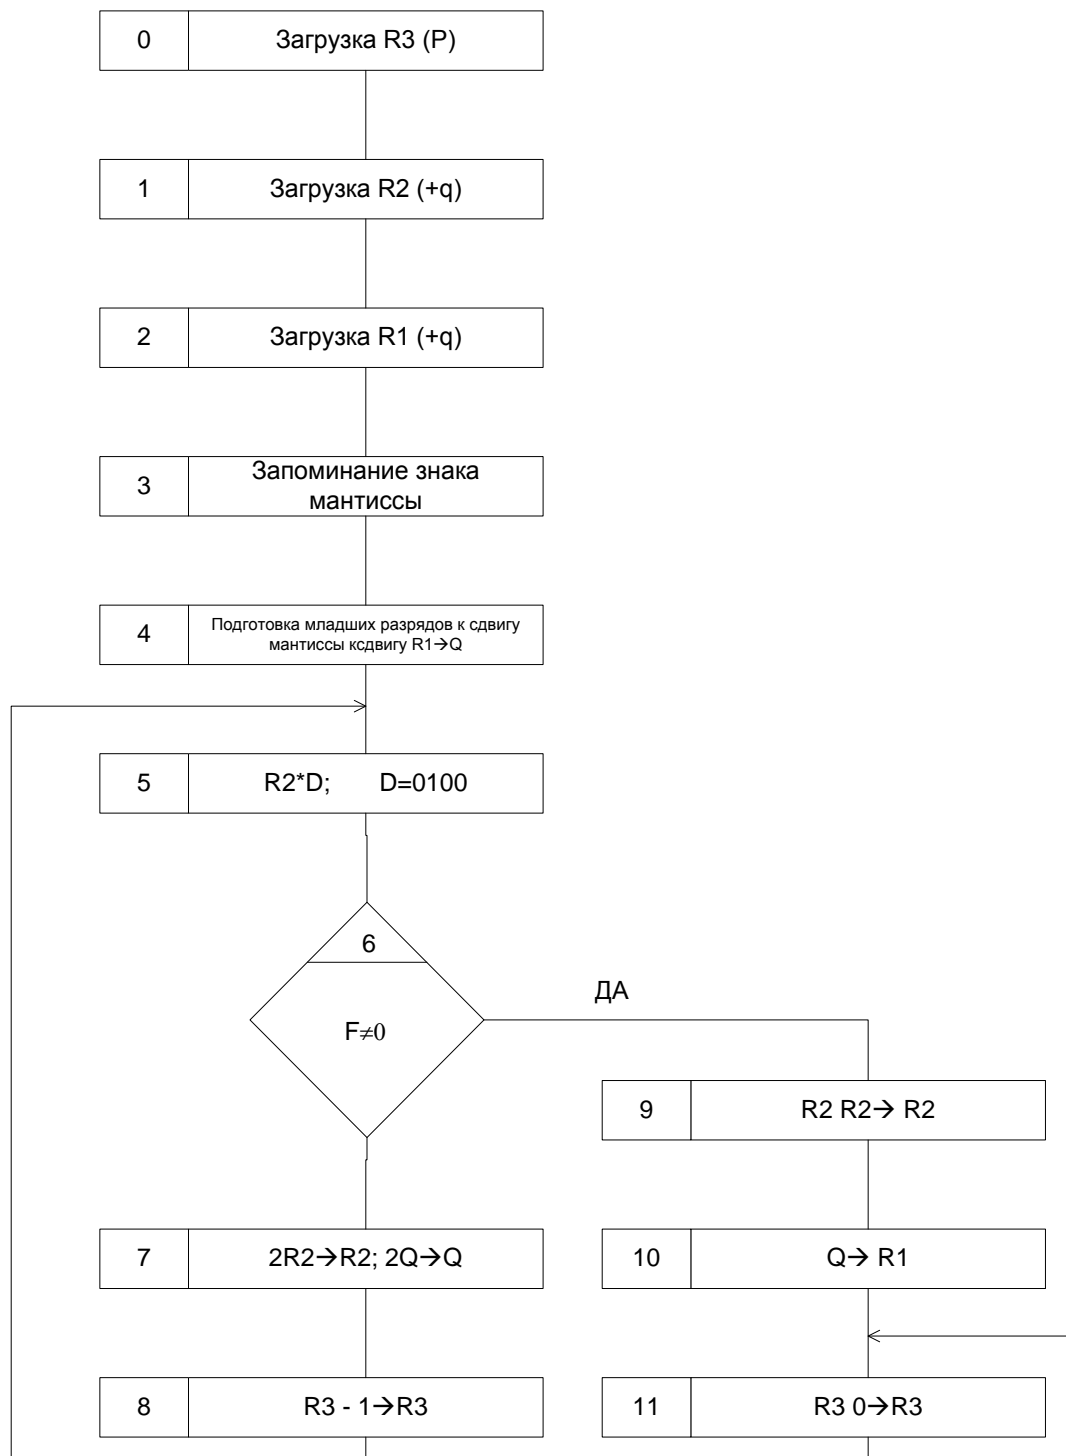 0 Загрузка R3 (P)
1 Загрузка R2 (+q)
2 Загрузка R1 (+q)
3 Запоминание знака
мантиссы
4 Подготовка младших разрядов к сдвигу
мантиссы ксдвигу R1→Q
5 R2*D; D=0100
6
ДА
F≠0
9 R2 R2→ R2
7 2R2→R2; 2Q→Q
10 Q→ R1
8 R3 - 1→R3
11 R3 0→R3